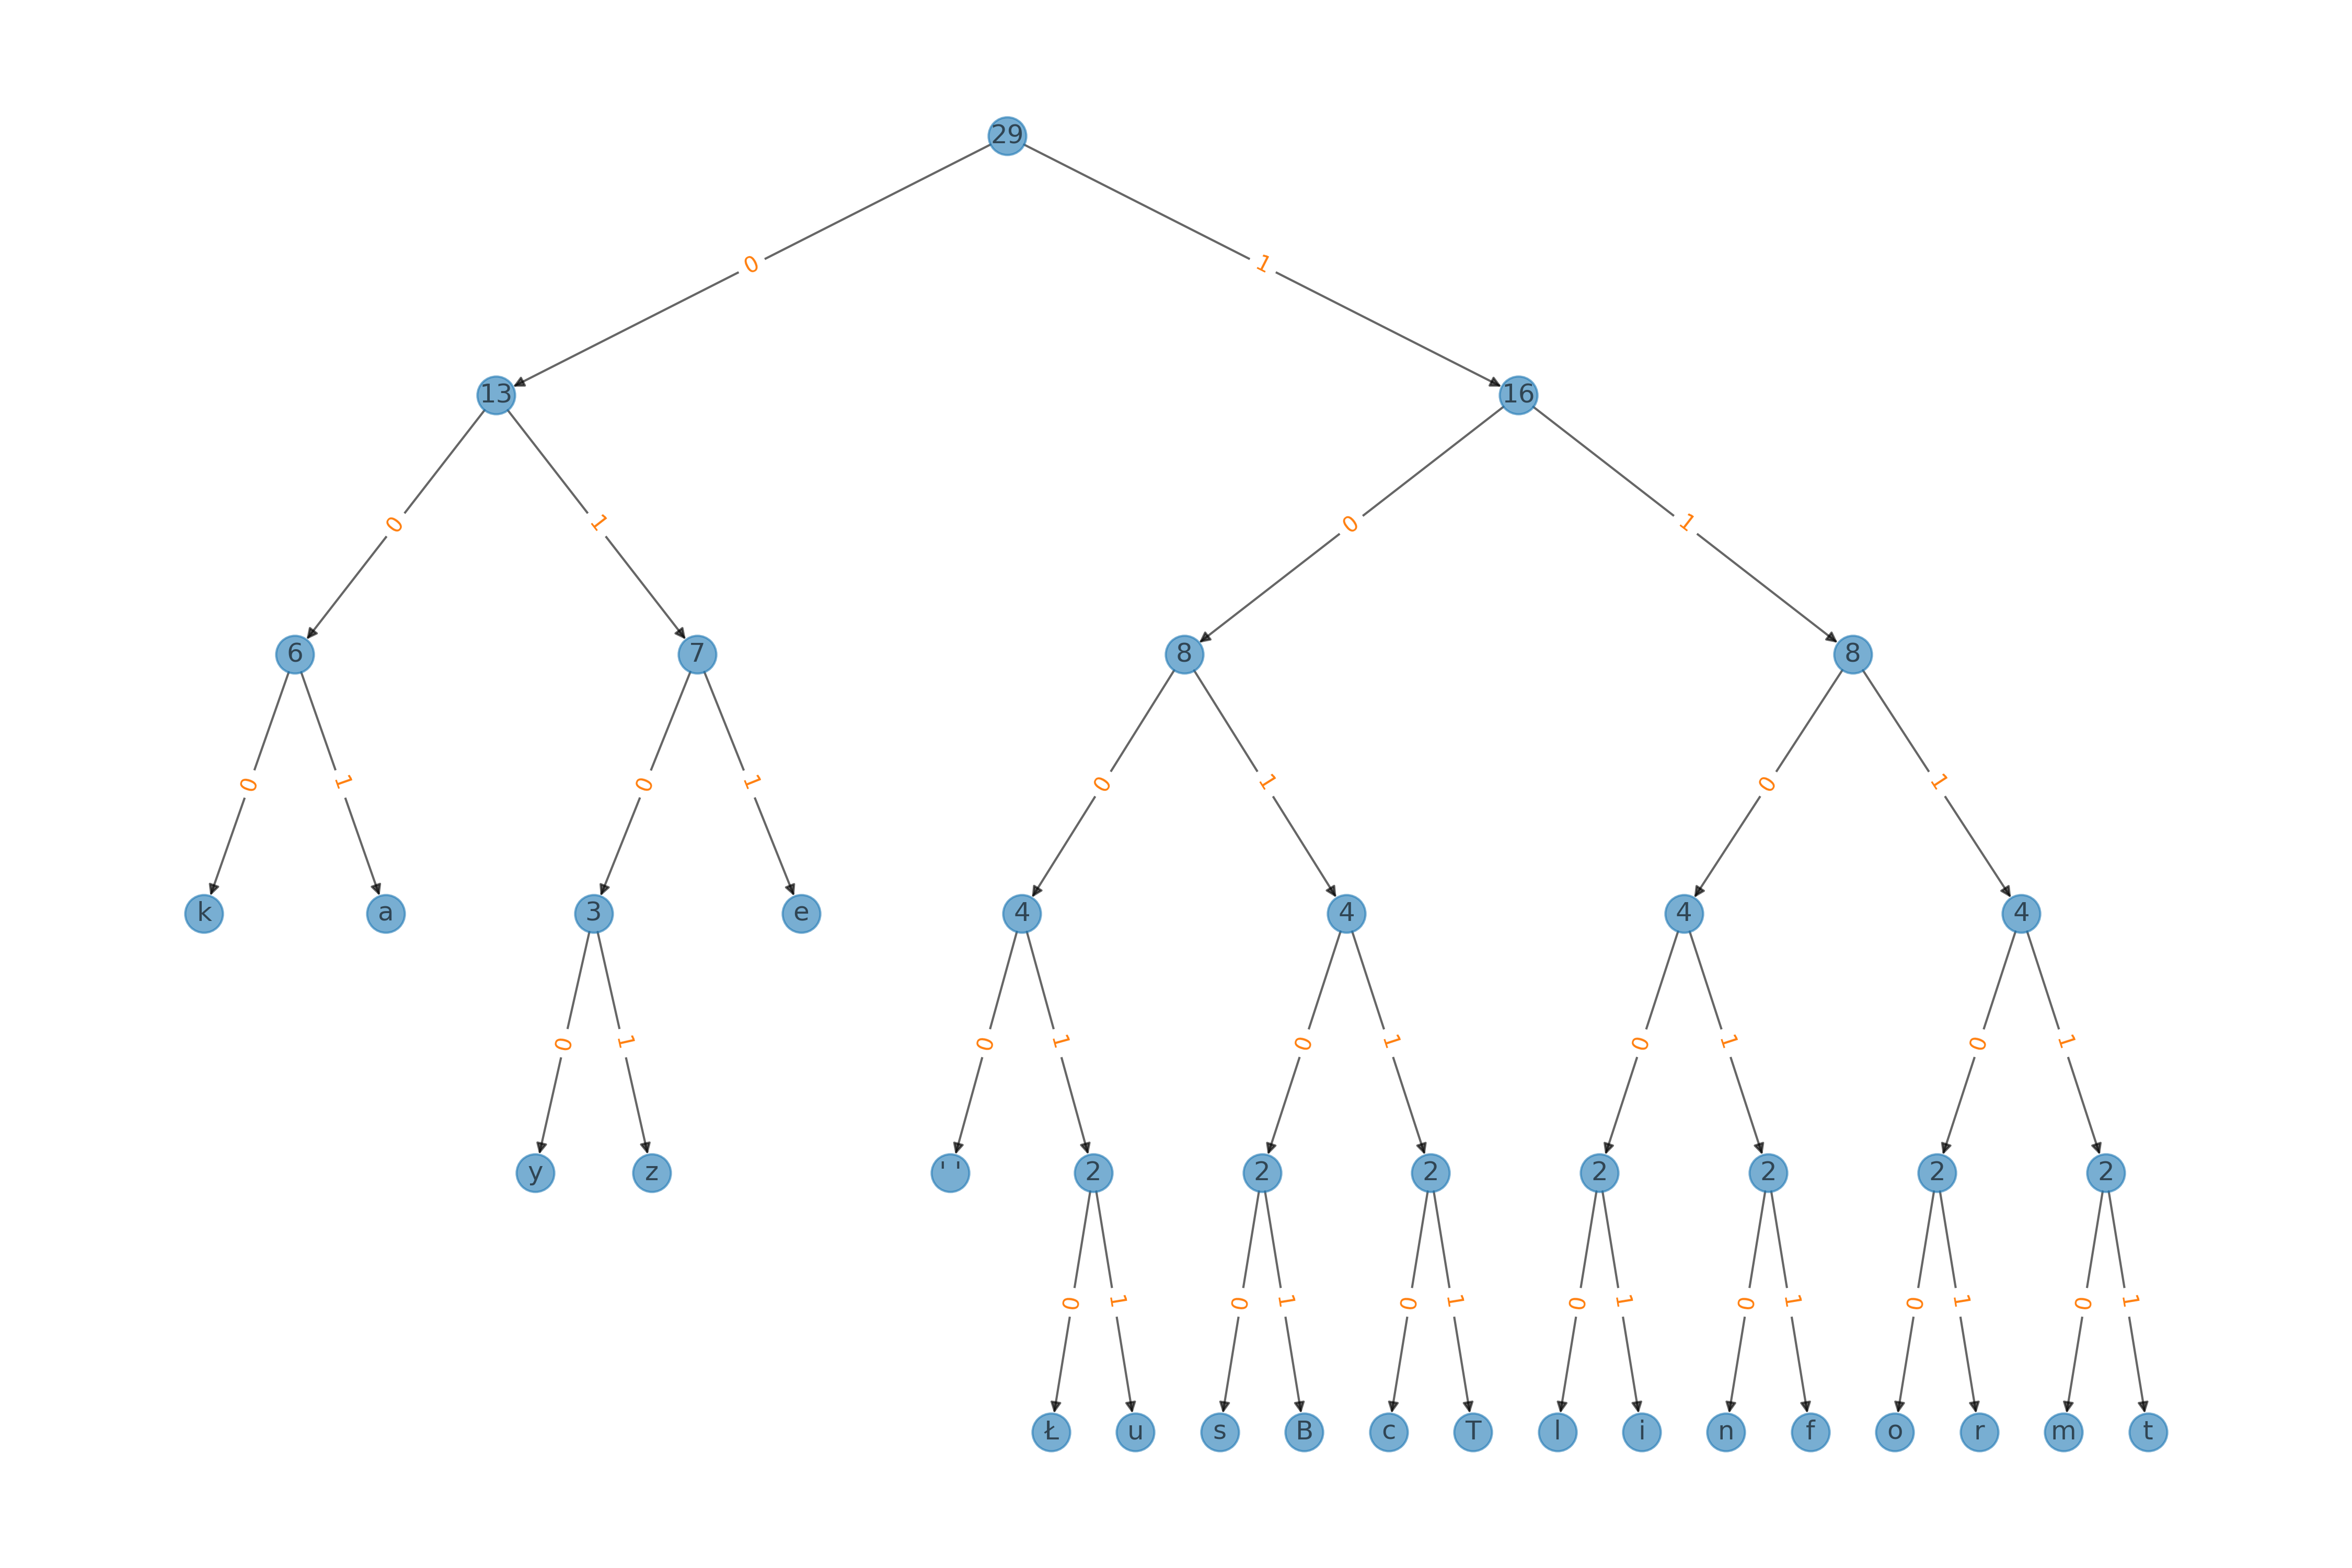 29
0 1
13 16
0 1 0 1
6 7 8 8
0 1 0 1 0 1 0 1
k a 3 e 4 4 4 4
0 1 0 1 0 1 0 1 0 1
y z ' ' 2 2 2 2 2 2 2
0 1 0 1 0 1 0 1 0 1 0 1 0 1
Ł u s B c T l i n f o r m t